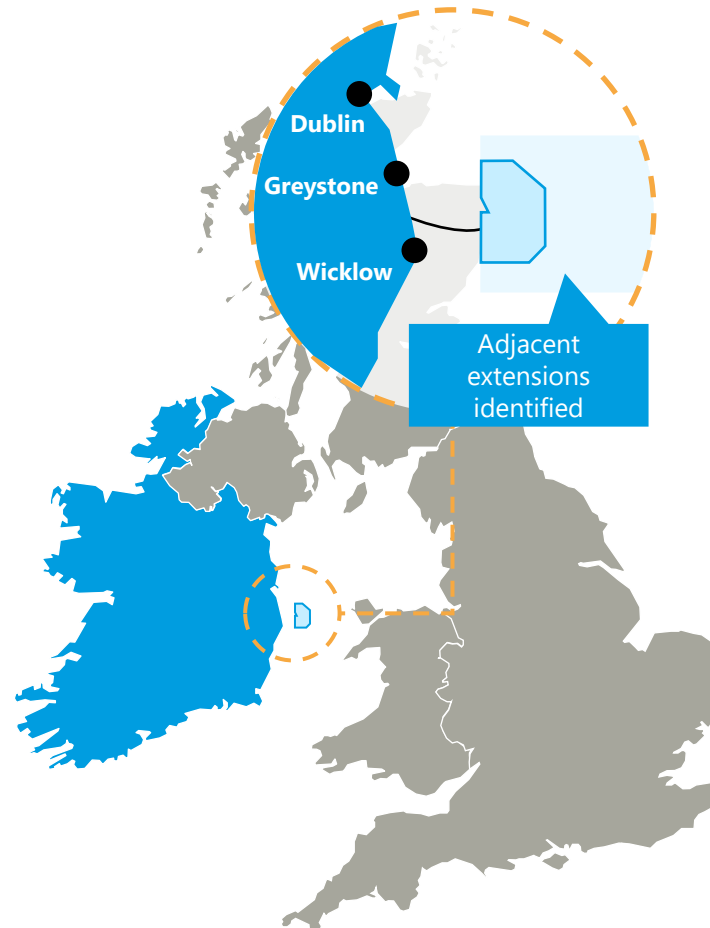 Dublin
Greystone
Wicklow
Adjacent
extensions
identified